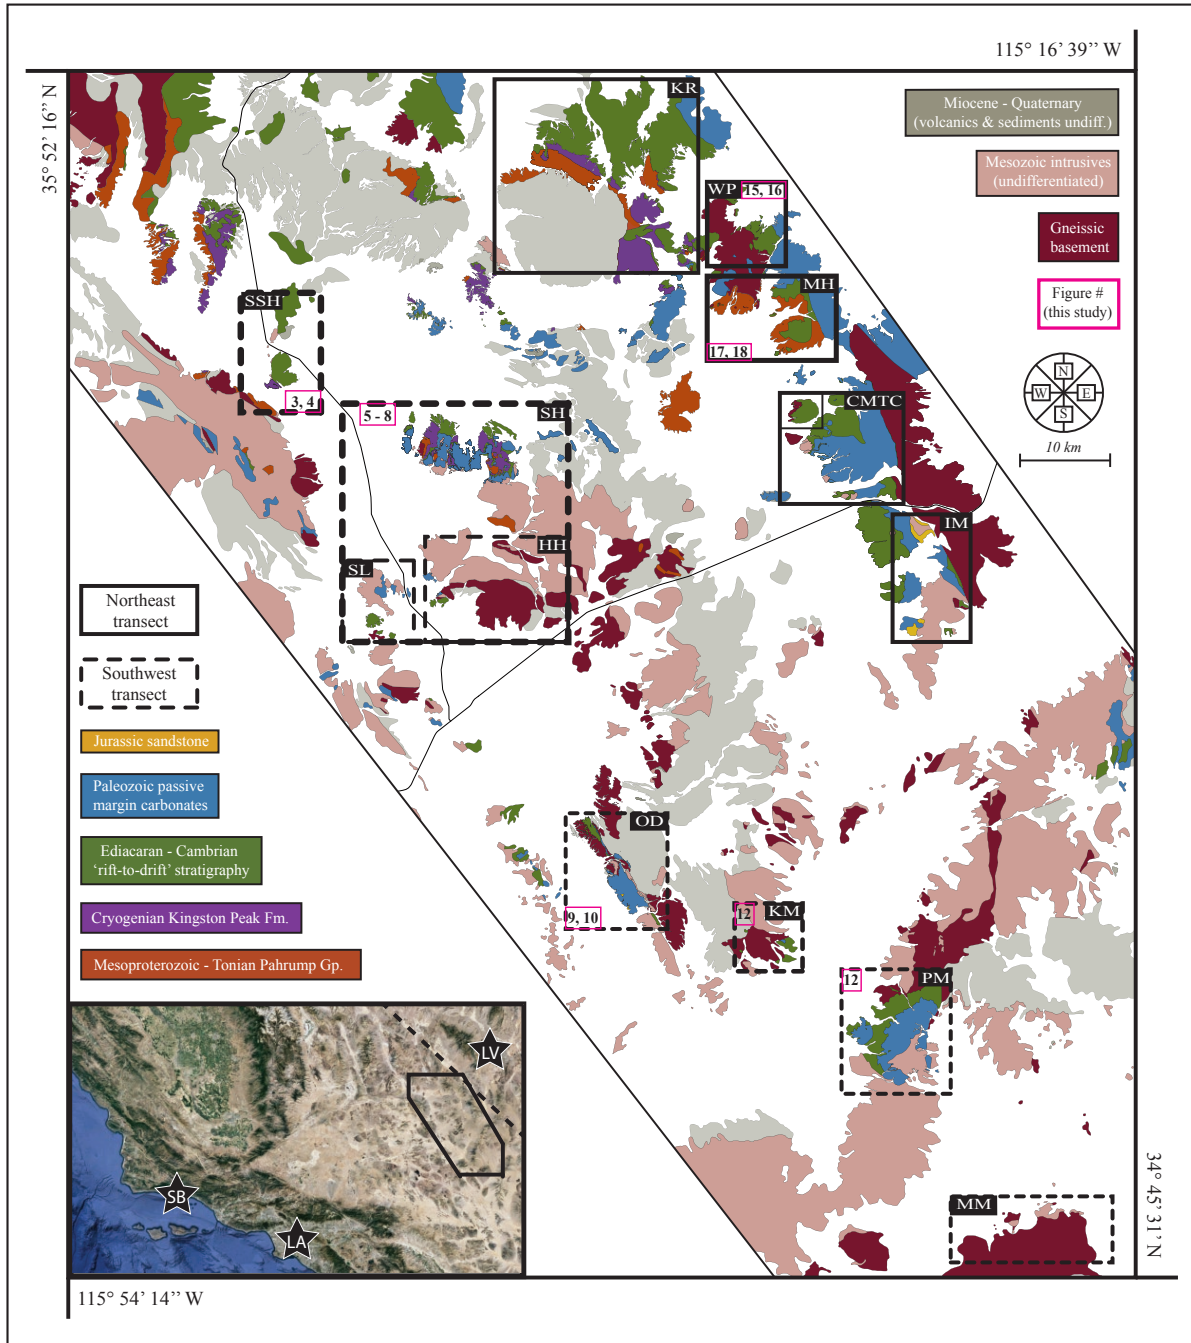 115° 16’ 39’’ W
35° 52’ 16’’ N
KR
Miocene - Quaternary
(volcanics & sediments undiff.)
Mesozoic intrusives
(undifferentiated)
WP
15, 16
Gneissic
basement
MH
Figure #
(this study)
SSH
17, 18
N
W
E
S
3, 4
5 - 8
SH
CMTC
10 km
IM
HH
SL
Northeast
transect
Southwest
transect
Jurassic sandstone
Paleozoic passive
margin carbonates
OD
Ediacaran - Cambrian
‘rift-to-drift’ stratigraphy
9, 10
12
KM
Cryogenian Kingston Peak Fm.
Mesoproterozoic - Tonian Pahrump Gp.
12
PM
LV
SB
LA
MM
34° 45’ 31’ N
115° 54’ 14’’ W